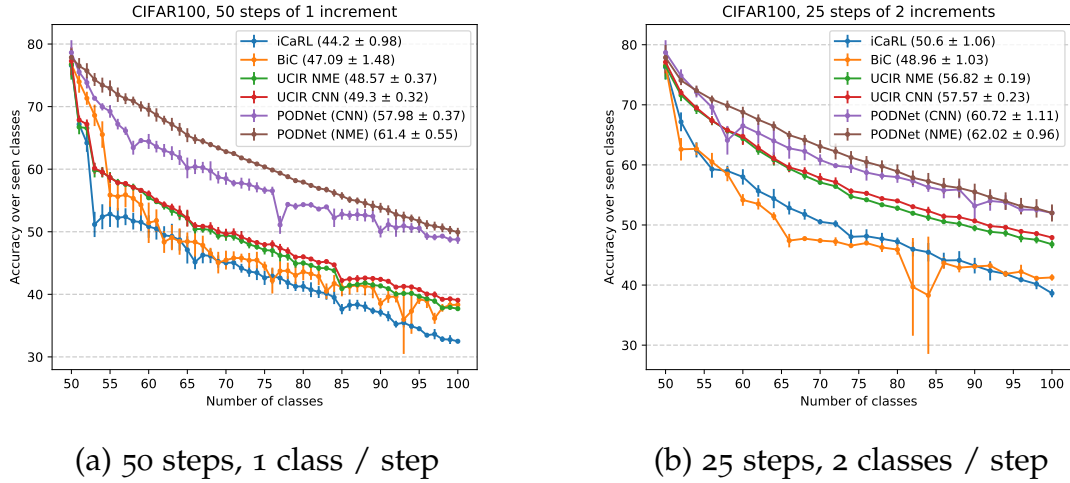 CIFAR100, 50 steps of 1 increment
Accuracy over seen classes
80
70
60
50
40
30
iCaRL (44.2 ± 0.98)
BiC (47.09 ± 1.48)
UCIR NME (48.57 ± 0.37)
UCIR CNN (49.3 ± 0.32)
PODNet (CNN) (57.98 ± 0.37)
PODNet (NME) (61.4 ± 0.55)
50 55 60 65 70 75 80 85 90 95 100
Number of classes
(a) 50 steps, 1 class / step
CIFAR100, 25 steps of 2 increments
Accuracy over seen classes
80
70
60
50
40
30
iCaRL (50.6 ± 1.06)
BiC (48.96 ± 1.03)
UCIR NME (56.82 ± 0.19)
UCIR CNN (57.57 ± 0.23)
PODNet (CNN) (60.72 ± 1.11)
PODNet (NME) (62.02 ± 0.96)
50 55 60 65 70 75 80 85 90 95 100
Number of classes
(b) 25 steps, 2 classes / step